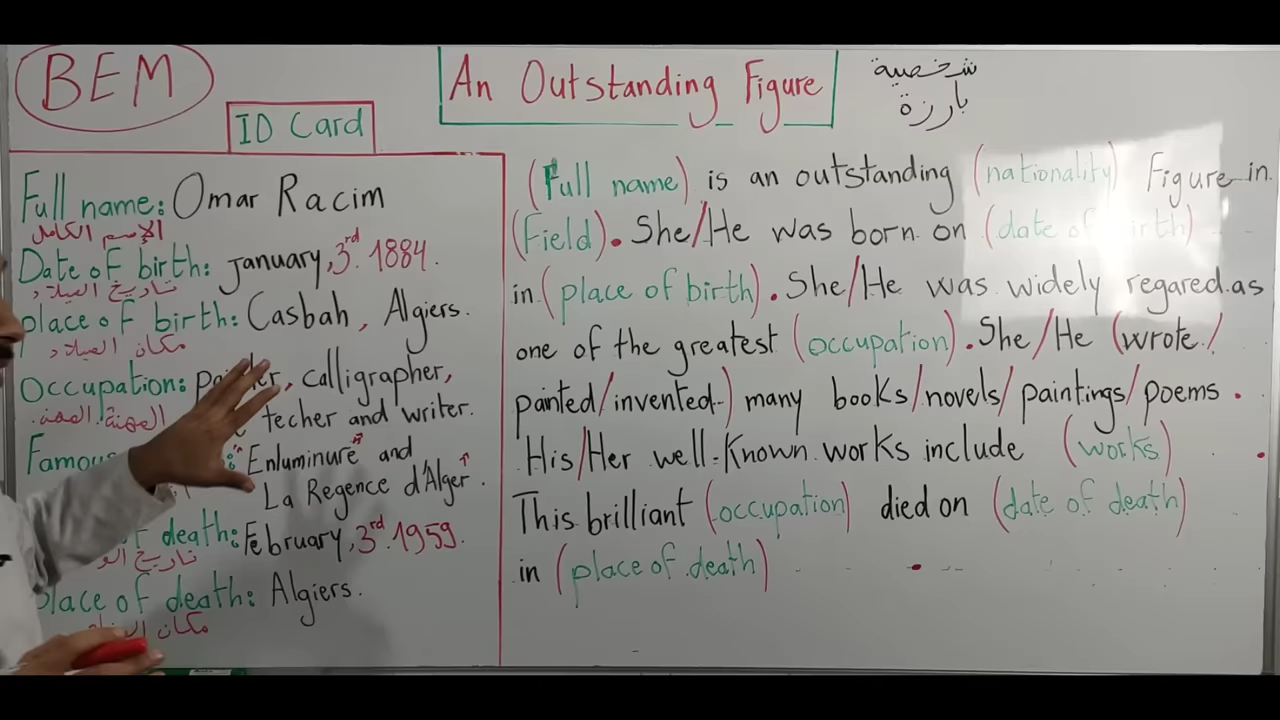 BEM
An Outstanding Figure
شخصية
بارزة
ID Card
Full name: Omar Racim
الإسم الكامل
Date of birth: January, 3rd. 1884.
تاريخ الميلاد
place of birth: Casbah, Algiers.
مكان الميلاد
Occupation: painter, calligrapher,
المهنة
techer and writer.
Famous : "Enluminure" and
La Regence d'Alger".
death: February, 3rd. 1959.
تاريخ
place of death: Algiers.
مكان
(Full name) is an outstanding (nationality) Figure in
(Field). She/He was born on (date of birth)
in (place of birth). She/He was widely regared as
one of the greatest (occupation). She/He (wrote/
painted/invented) many books/novels/paintings/poems.
His/Her well-Known works include (works)
This brilliant (occupation) died on (date of death)
in (place of death) .